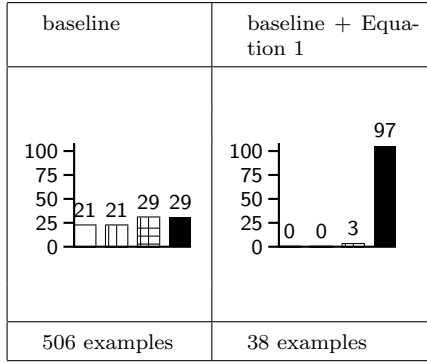 baseline
baseline + Equa-
tion 1
100
75
50
25
0
21 21 29 29
100
75
50
25
0
0 0 3 97
506 examples
38 examples